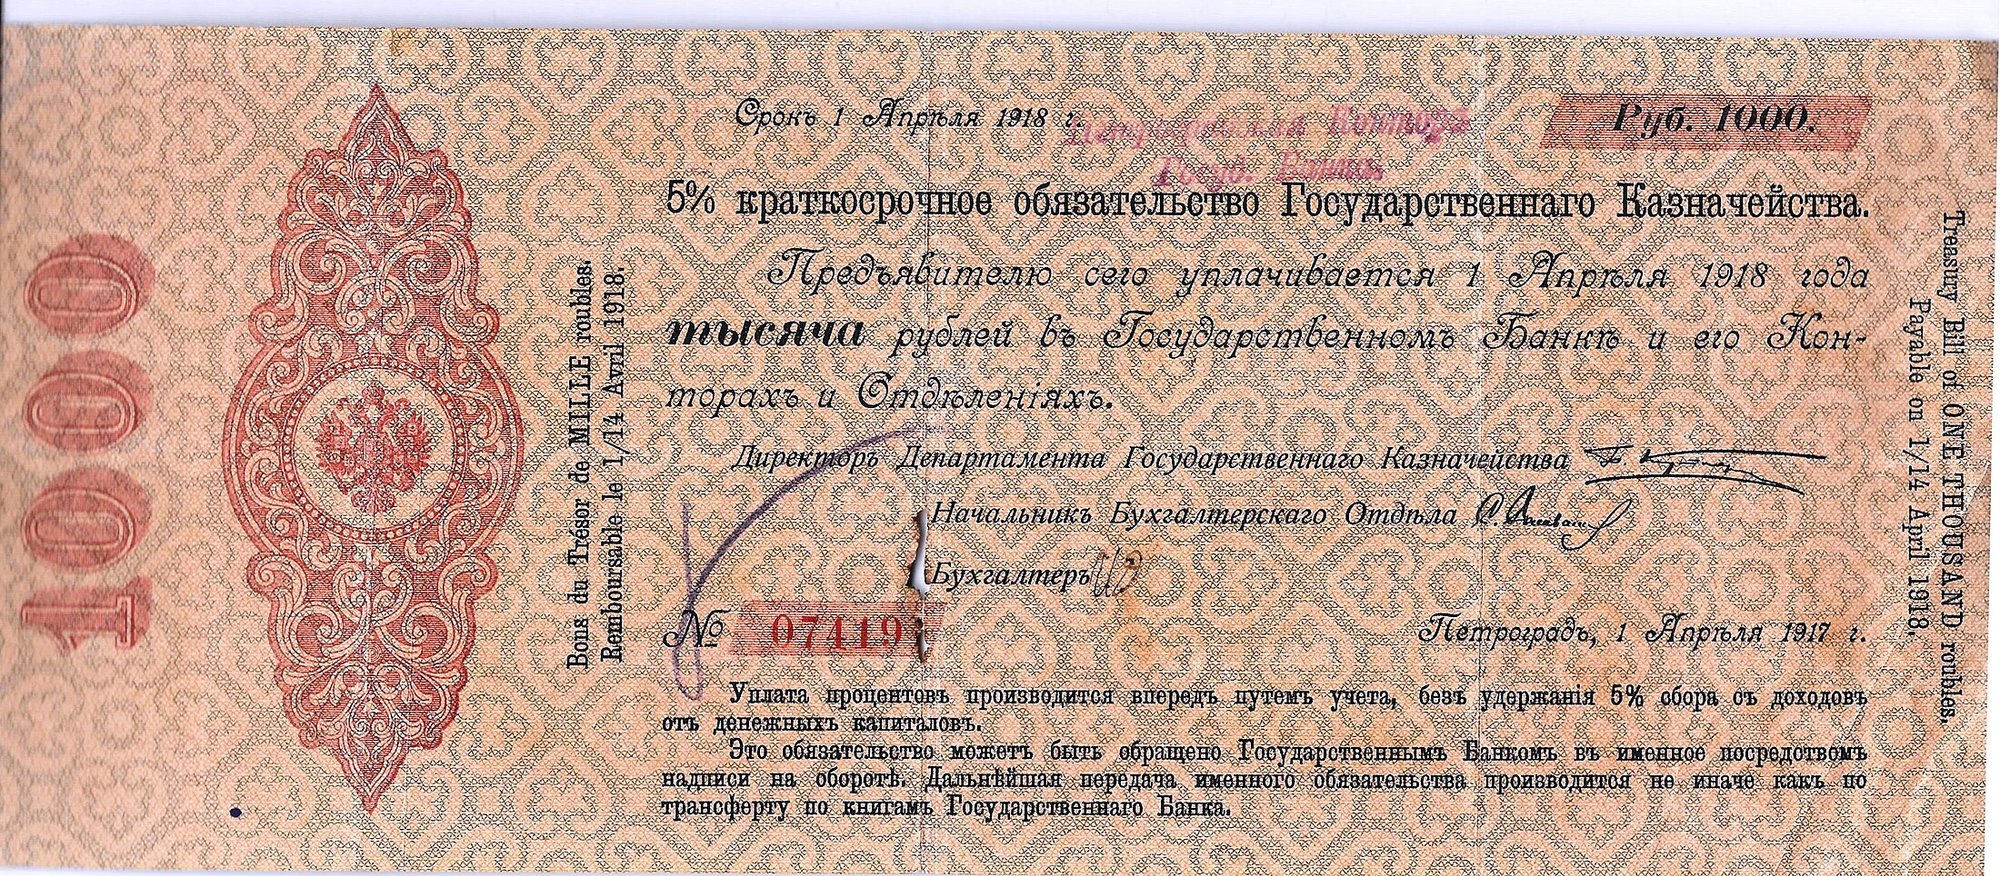 1000
Bons du Trésor de MILLE roubles.
Remboursable le 1/14 Avril 1918.
Срокъ 1 Апрѣля 1918 г.
Контора
Руб. 1000.
5% краткосрочное обязательство Государственнаго Казначейства.
Предъявителю сего уплачивается 1 Апрѣля 1918 года
тысяча рублей въ Государственномъ Банкѣ и его Кон-
торахъ и Отдѣленіяхъ.
Директоръ Департамента Государственнаго Казначейства
Начальникъ Бухгалтерскаго Отдѣла
Бухгалтеръ
№ 07419
Петроградъ, 1 Апрѣля 1917 г.
Уплата процентовъ производится впередъ путемъ учета, безъ удержанія 5% сбора съ доходовъ
отъ денежныхъ капиталовъ.
Это обязательство можетъ быть обращено Государственнымъ Банкомъ въ именное посредствомъ
надписи на оборотѣ. Дальнѣйшая передача именного обязательства производится не иначе какъ по
трансферту по книгамъ Государственнаго Банка.
Treasury Bill of ONE THOUSAND roubles.
Payable on 1/14 April 1918.